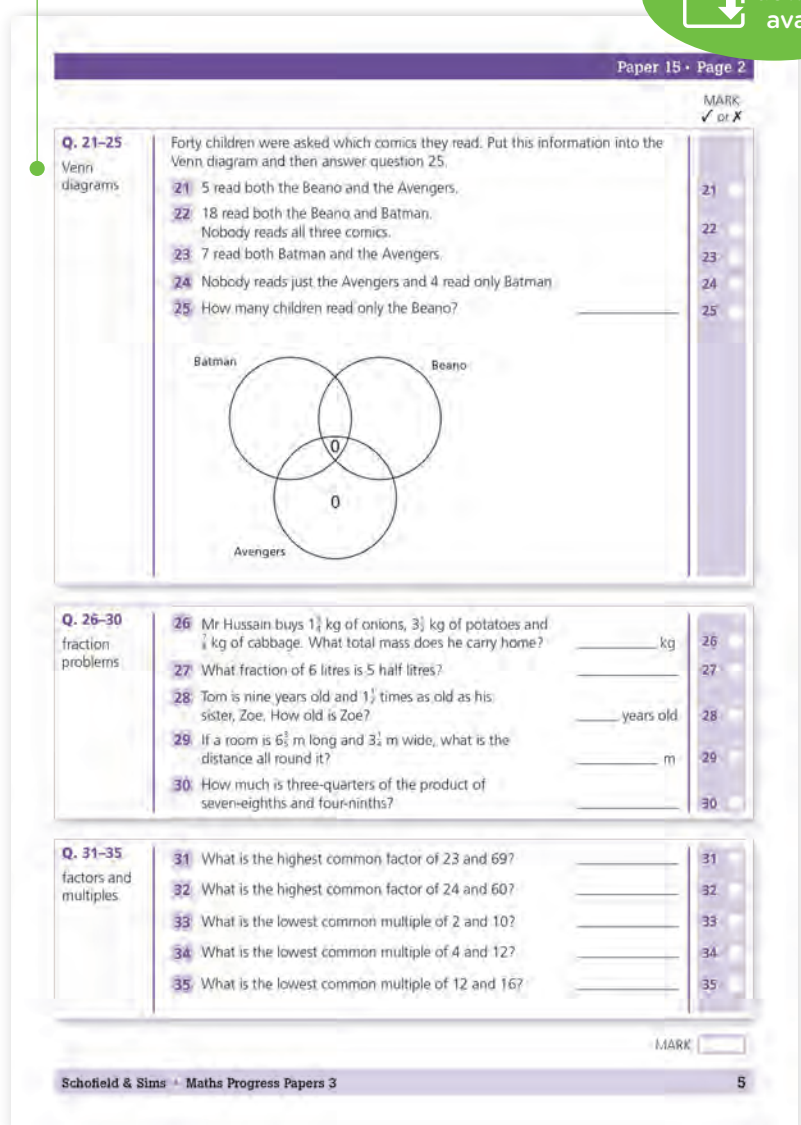 ava
Paper 15 • Page 2
MARK
✓ or ✗
Q. 21–25
Venn
diagrams
Forty children were asked which comics they read. Put this information into the
Venn diagram and then answer question 25.
21 5 read both the Beano and the Avengers.
21
22 18 read both the Beano and Batman.
Nobody reads all three comics.
22
23 7 read both Batman and the Avengers.
23
24 Nobody reads just the Avengers and 4 read only Batman
24
25 How many children read only the Beano?
25
Batman
Beano
0
0
Avengers
Q. 26–30
fraction
problems
26 Mr Hussain buys 1 kg of onions, 3 kg of potatoes and
kg of cabbage. What total mass does he carry home? kg
26
27 What fraction of 6 litres is 5 half litres?
27
28 Tom is nine years old and 1 times as old as his
sister, Zoe. How old is Zoe? years old
28
29 If a room is 6 m long and 3 m wide, what is the
distance all round it? m
29
30 How much is three-quarters of the product of
seven-eighths and four-ninths?
30
Q. 31–35
factors and
multiples
31 What is the highest common factor of 23 and 69?
31
32 What is the highest common factor of 24 and 60?
32
33 What is the lowest common multiple of 2 and 10?
33
34 What is the lowest common multiple of 4 and 12?
34
35 What is the lowest common multiple of 12 and 16?
35
MARK
Schofield & Sims • Maths Progress Papers 3
5